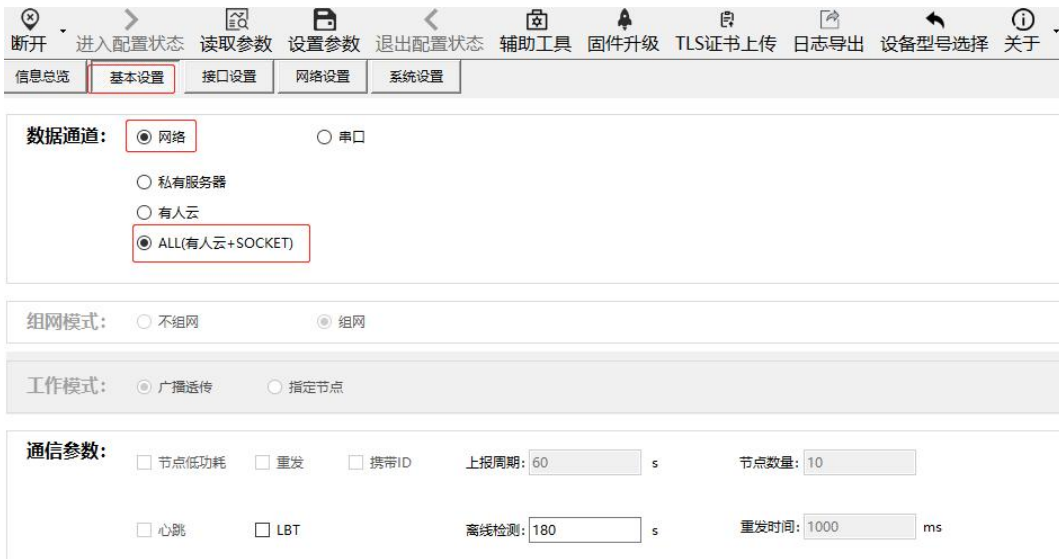 断开 进入配置状态 读取参数 设置参数 退出配置状态 辅助工具 固件升级 TLS证书上传 日志导出 设备型号选择 关于
信息总览 基本设置 接口设置 网络设置 系统设置
数据通道: 网络 串口
私有服务器
有人云
ALL(有人云+SOCKET)
组网模式: 不组网 组网
工作模式: 广播透传 指定节点
通信参数: 节点低功耗 重发 携带ID 上报周期: 60 s 节点数量: 10
心跳 LBT 离线检测: 180 s 重发时间: 1000 ms